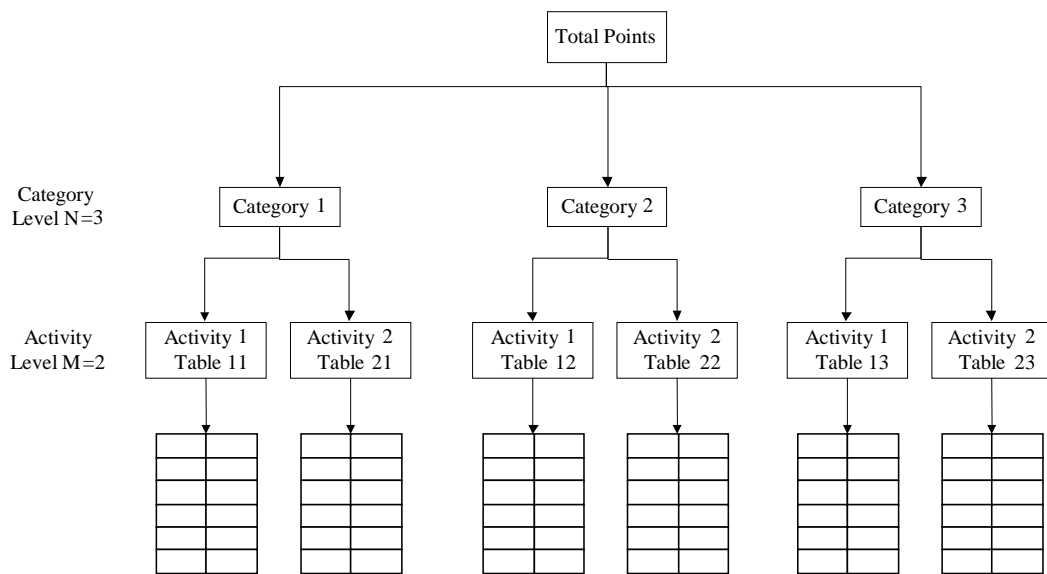 Total Points
Category
Level N=3
Category 1
Category 2
Category 3
Activity
Level M=2
Activity 1
Table 11
Activity 2
Table 21
Activity 1
Table 12
Activity 2
Table 22
Activity 1
Table 13
Activity 2
Table 23